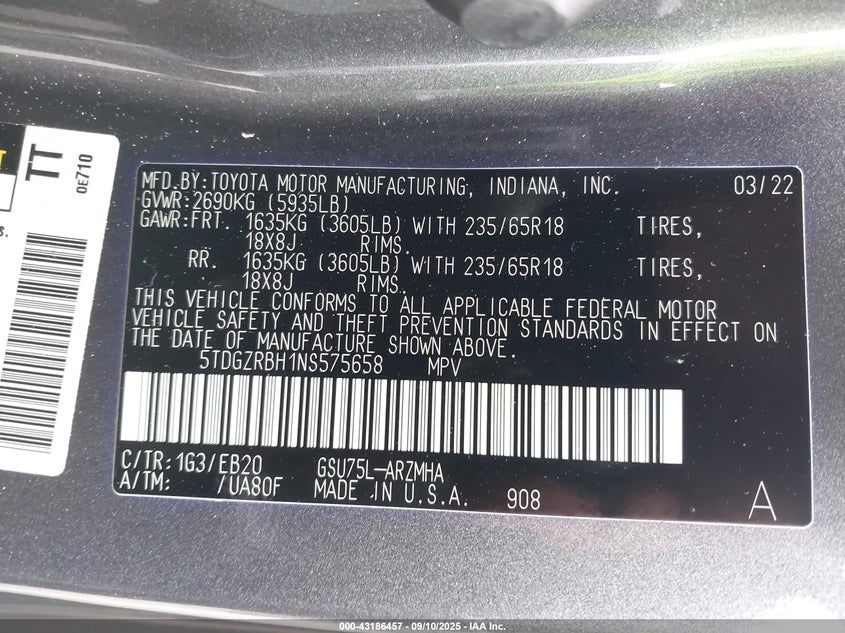 TT
0E710
s.
MFD.BY:TOYOTA MOTOR MANUFACTURING, INDIANA, INC. 03/22
GVWR:2690KG (5935LB)
GAWR:FRT. 1635KG (3605LB) WITH 235/65R18 TIRES,
18X8J RIMS.
RR. 1635KG (3605LB) WITH 235/65R18 TIRES,
18X8J RIMS.
THIS VEHICLE CONFORMS TO ALL APPLICABLE FEDERAL MOTOR
VEHICLE SAFETY AND THEFT PREVENTION STANDARDS IN EFFECT ON
THE DATE OF MANUFACTURE SHOWN ABOVE.
5TDGZRBH1NS575658 MPV
C/TR:1G3/EB20 GSU75L-ARZMHA
A/TM: /UA80F MADE IN U.S.A. 908 A
000-43186457 - 09/10/2025 - IAA Inc.